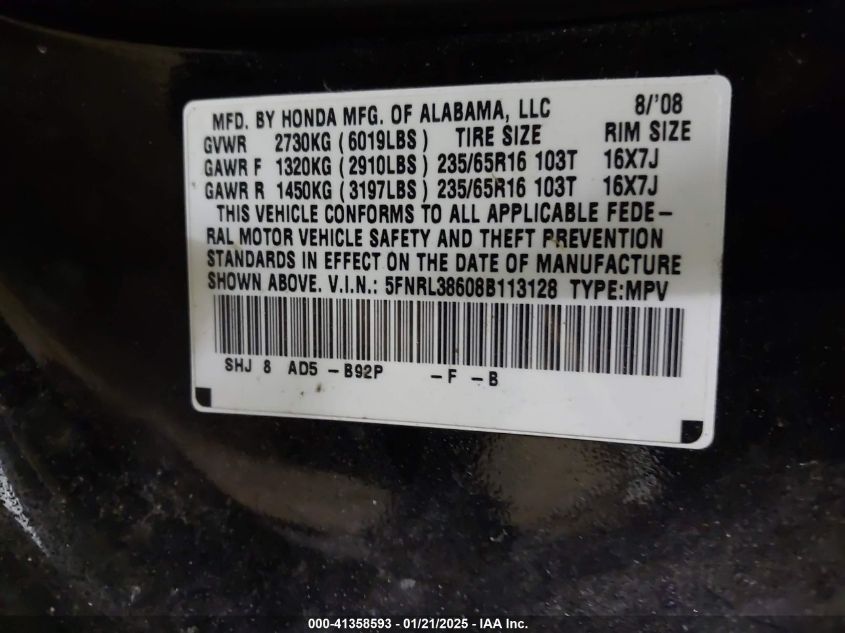 MFD. BY HONDA MFG. OF ALABAMA, LLC 8/'08
GVWR 2730KG (6019LBS) TIRE SIZE RIM SIZE
GAWR F 1320KG (2910LBS) 235/65R16 103T 16X7J
GAWR R 1450KG (3197LBS) 235/65R16 103T 16X7J
THIS VEHICLE CONFORMS TO ALL APPLICABLE FEDE–
RAL MOTOR VEHICLE SAFETY AND THEFT PREVENTION
STANDARDS IN EFFECT ON THE DATE OF MANUFACTURE
SHOWN ABOVE. V.I.N.: 5FNRL38608B113128 TYPE:MPV
SHJ 8 AD5 –B92P –F –B
000-41358593 - 01/21/2025 - IAA Inc.